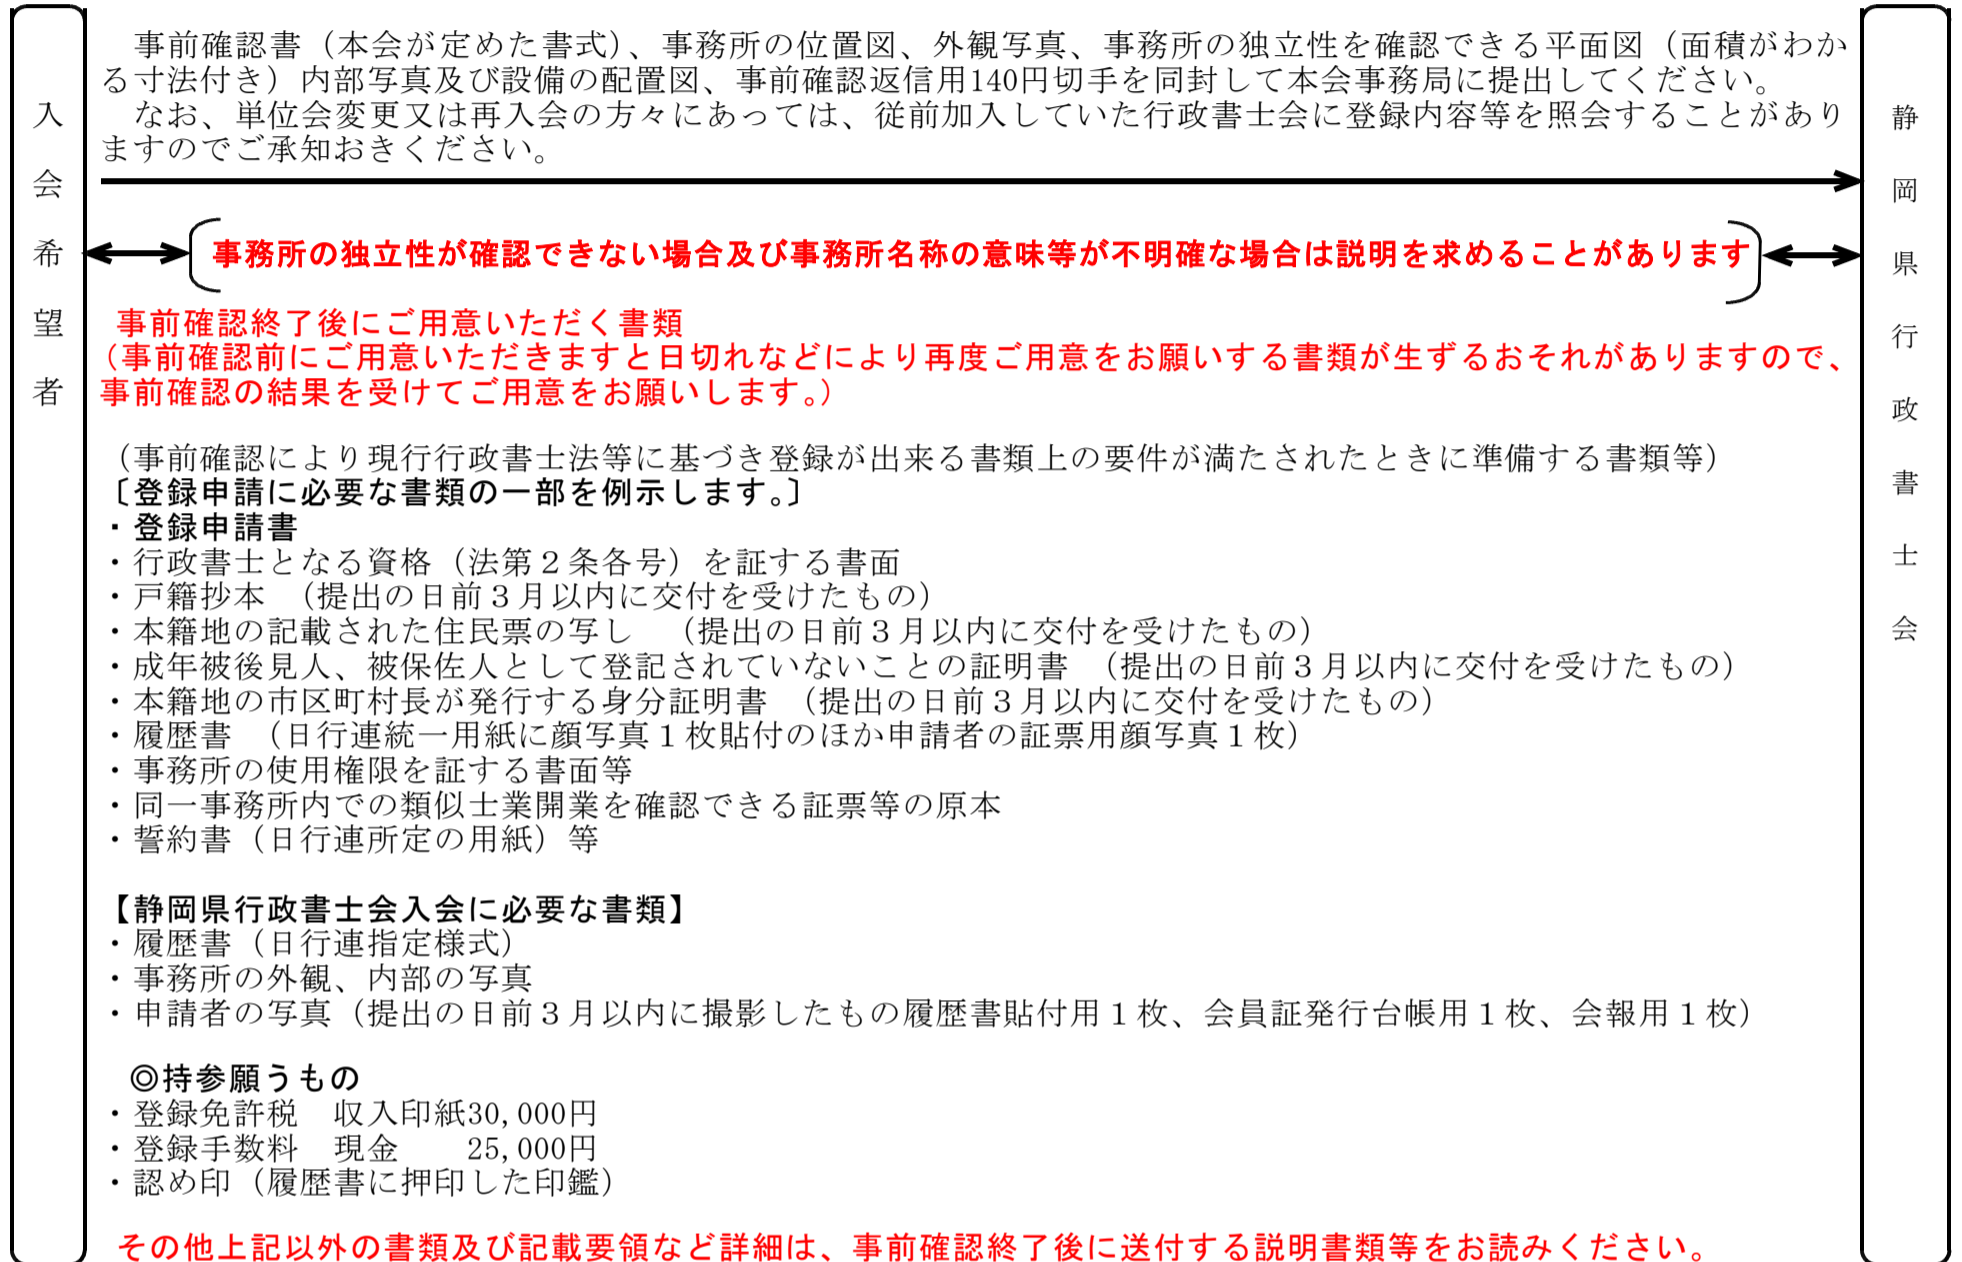 入会希望者
　事前確認書（本会が定めた書式）、事務所の位置図、外観写真、事務所の独立性を確認できる平面図（面積がわか
る寸法付き）内部写真及び設備の配置図、事前確認返信用140円切手を同封して本会事務局に提出してください。
　なお、単位会変更又は再入会の方々にあっては、従前加入していた行政書士会に登録内容等を照会することがあり
ますのでご承知おきください。
事務所の独立性が確認できない場合及び事務所名称の意味等が不明確な場合は説明を求めることがあります
事前確認終了後にご用意いただく書類
（事前確認前にご用意いただきますと日切れなどにより再度ご用意をお願いする書類が生ずるおそれがありますので、
事前確認の結果を受けてご用意をお願いします。）
（事前確認により現行行政書士法等に基づき登録が出来る書類上の要件が満たされたときに準備する書類等）
〔登録申請に必要な書類の一部を例示します。〕
・登録申請書
・行政書士となる資格（法第２条各号）を証する書面
・戸籍抄本　（提出の日前３月以内に交付を受けたもの）
・本籍地の記載された住民票の写し　（提出の日前３月以内に交付を受けたもの）
・成年被後見人、被保佐人として登記されていないことの証明書　（提出の日前３月以内に交付を受けたもの）
・本籍地の市区町村長が発行する身分証明書　（提出の日前３月以内に交付を受けたもの）
・履歴書　（日行連統一用紙に顔写真１枚貼付のほか申請者の証票用顔写真１枚）
・事務所の使用権限を証する書面等
・同一事務所内での類似士業開業を確認できる証票等の原本
・誓約書（日行連所定の用紙）等
【静岡県行政書士会入会に必要な書類】
・履歴書（日行連指定様式）
・事務所の外観、内部の写真
・申請者の写真（提出の日前３月以内に撮影したもの履歴書貼付用１枚、会員証発行台帳用１枚、会報用１枚）
◎持参願うもの
・登録免許税　収入印紙30,000円
・登録手数料　現金　　25,000円
・認め印（履歴書に押印した印鑑）
その他上記以外の書類及び記載要領など詳細は、事前確認終了後に送付する説明書類等をお読みください。
静岡県行政書士会